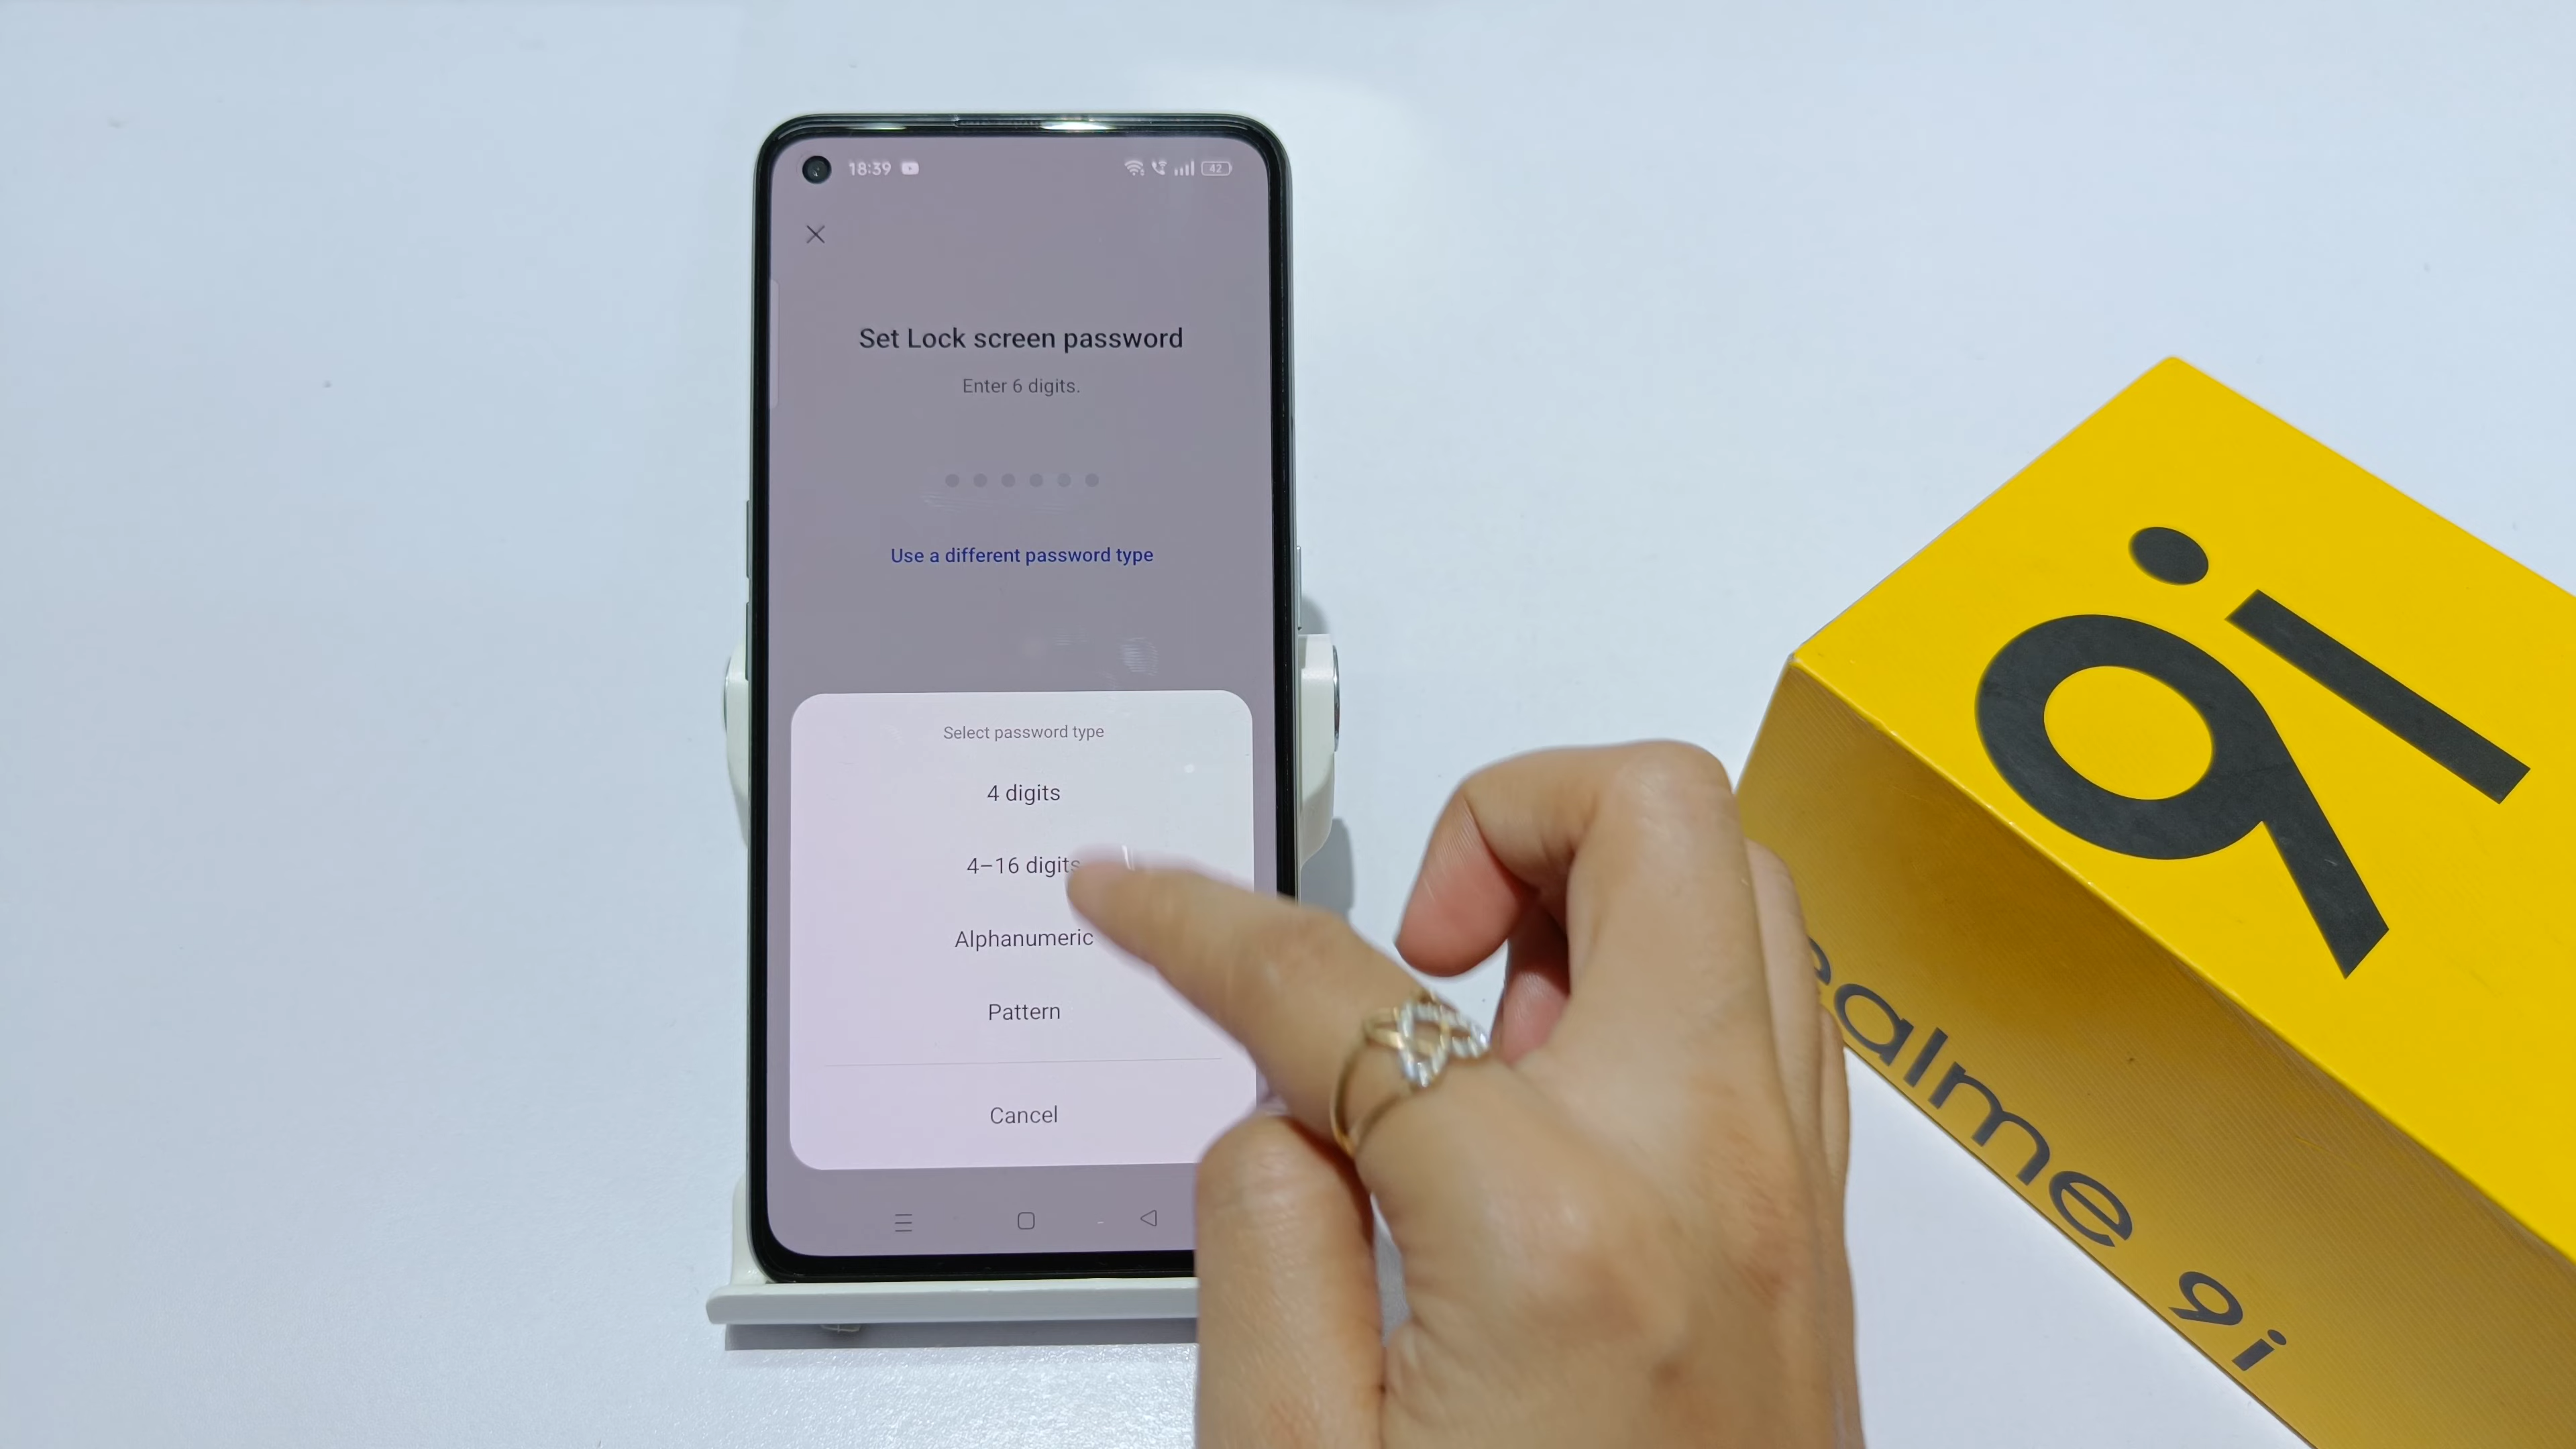 18:39
42
Set Lock screen password
Enter 6 digits.
Use a different password type
Select password type
4 digits
4–16 digits
Alphanumeric
Pattern
Cancel
9i
realme 9i